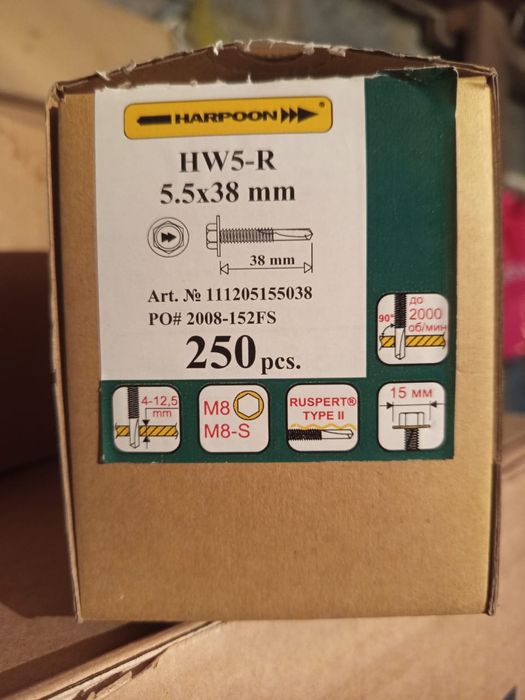 HARPOON®
HW5-R
5.5x38 mm
38 mm
Art. № 111205155038
PO# 2008-152FS
250 pcs.
90°
до
2000
об/мин
4-12,5
mm
M8
M8-S
RUSPERT®
TYPE II
15 мм